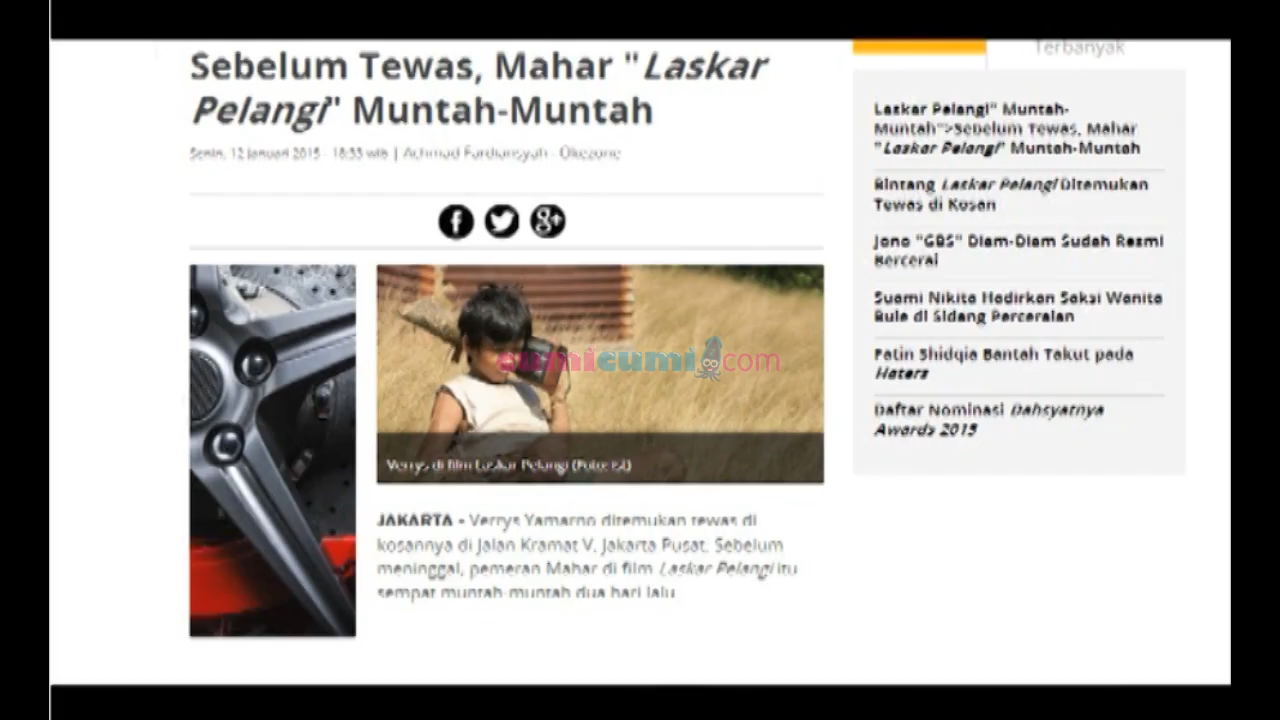 Sebelum Tewas, Mahar "Laskar
Pelangi" Muntah-Muntah
Senin, 12 Januari 2015 - 18:33 wib | Achmad Fardiansyah - Okezone
Verrys di film Laskar Pelangi (Foto: ist)
JAKARTA - Verrys Yamarno ditemukan tewas di
kosannya di Jalan Kramat V, Jakarta Pusat. Sebelum
meninggal, pemeran Mahar di film Laskar Pelangi itu
sempat muntah-muntah dua hari lalu
cumicumi.com
Terbanyak
Laskar Pelangi" Muntah-
Muntah">Sebelum Tewas, Mahar
"Laskar Pelangi" Muntah-Muntah
Bintang Laskar Pelangi Ditemukan
Tewas di Kosan
Jono "GBS" Diam-Diam Sudah Resmi
Bercerai
Suami Nikita Hadirkan Saksi Wanita
Bule di Sidang Perceraian
Fatin Shidqia Bantah Takut pada
Haters
Daftar Nominasi Dahsyatnya
Awards 2015